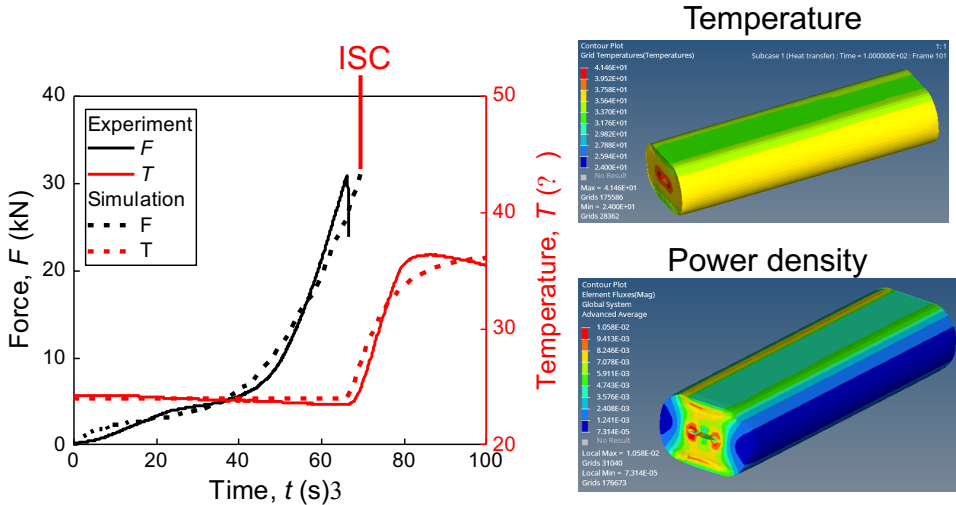 ISC
40
30
20
10
0
Force, F (kN)
Experiment
F
T
Simulation
F
T
50
40
30
20
Temperature, T (? )
0
20
40
60
80
100
Time, t (s)3
Temperature
Contour Plot
Grid Temperatures(Temperatures)
1: 1
Subcase 1 (Heat transfer) : Time = 1.000000E+02 : Frame 101
4.146E+01
3.952E+01
3.758E+01
3.564E+01
3.370E+01
3.176E+01
2.982E+01
2.788E+01
2.594E+01
2.400E+01
No Result
Max = 4.146E+01
Grids 175586
Min = 2.400E+01
Grids 28362
Power density
Contour Plot
Element Fluxes(Mag)
Global System
Advanced Average
1.058E-02
9.413E-03
8.246E-03
7.078E-03
5.911E-03
4.743E-03
3.576E-03
2.408E-03
1.241E-03
7.314E-05
No Result
Local Max = 1.058E-02
Grids 31040
Local Min = 7.314E-05
Grids 176673